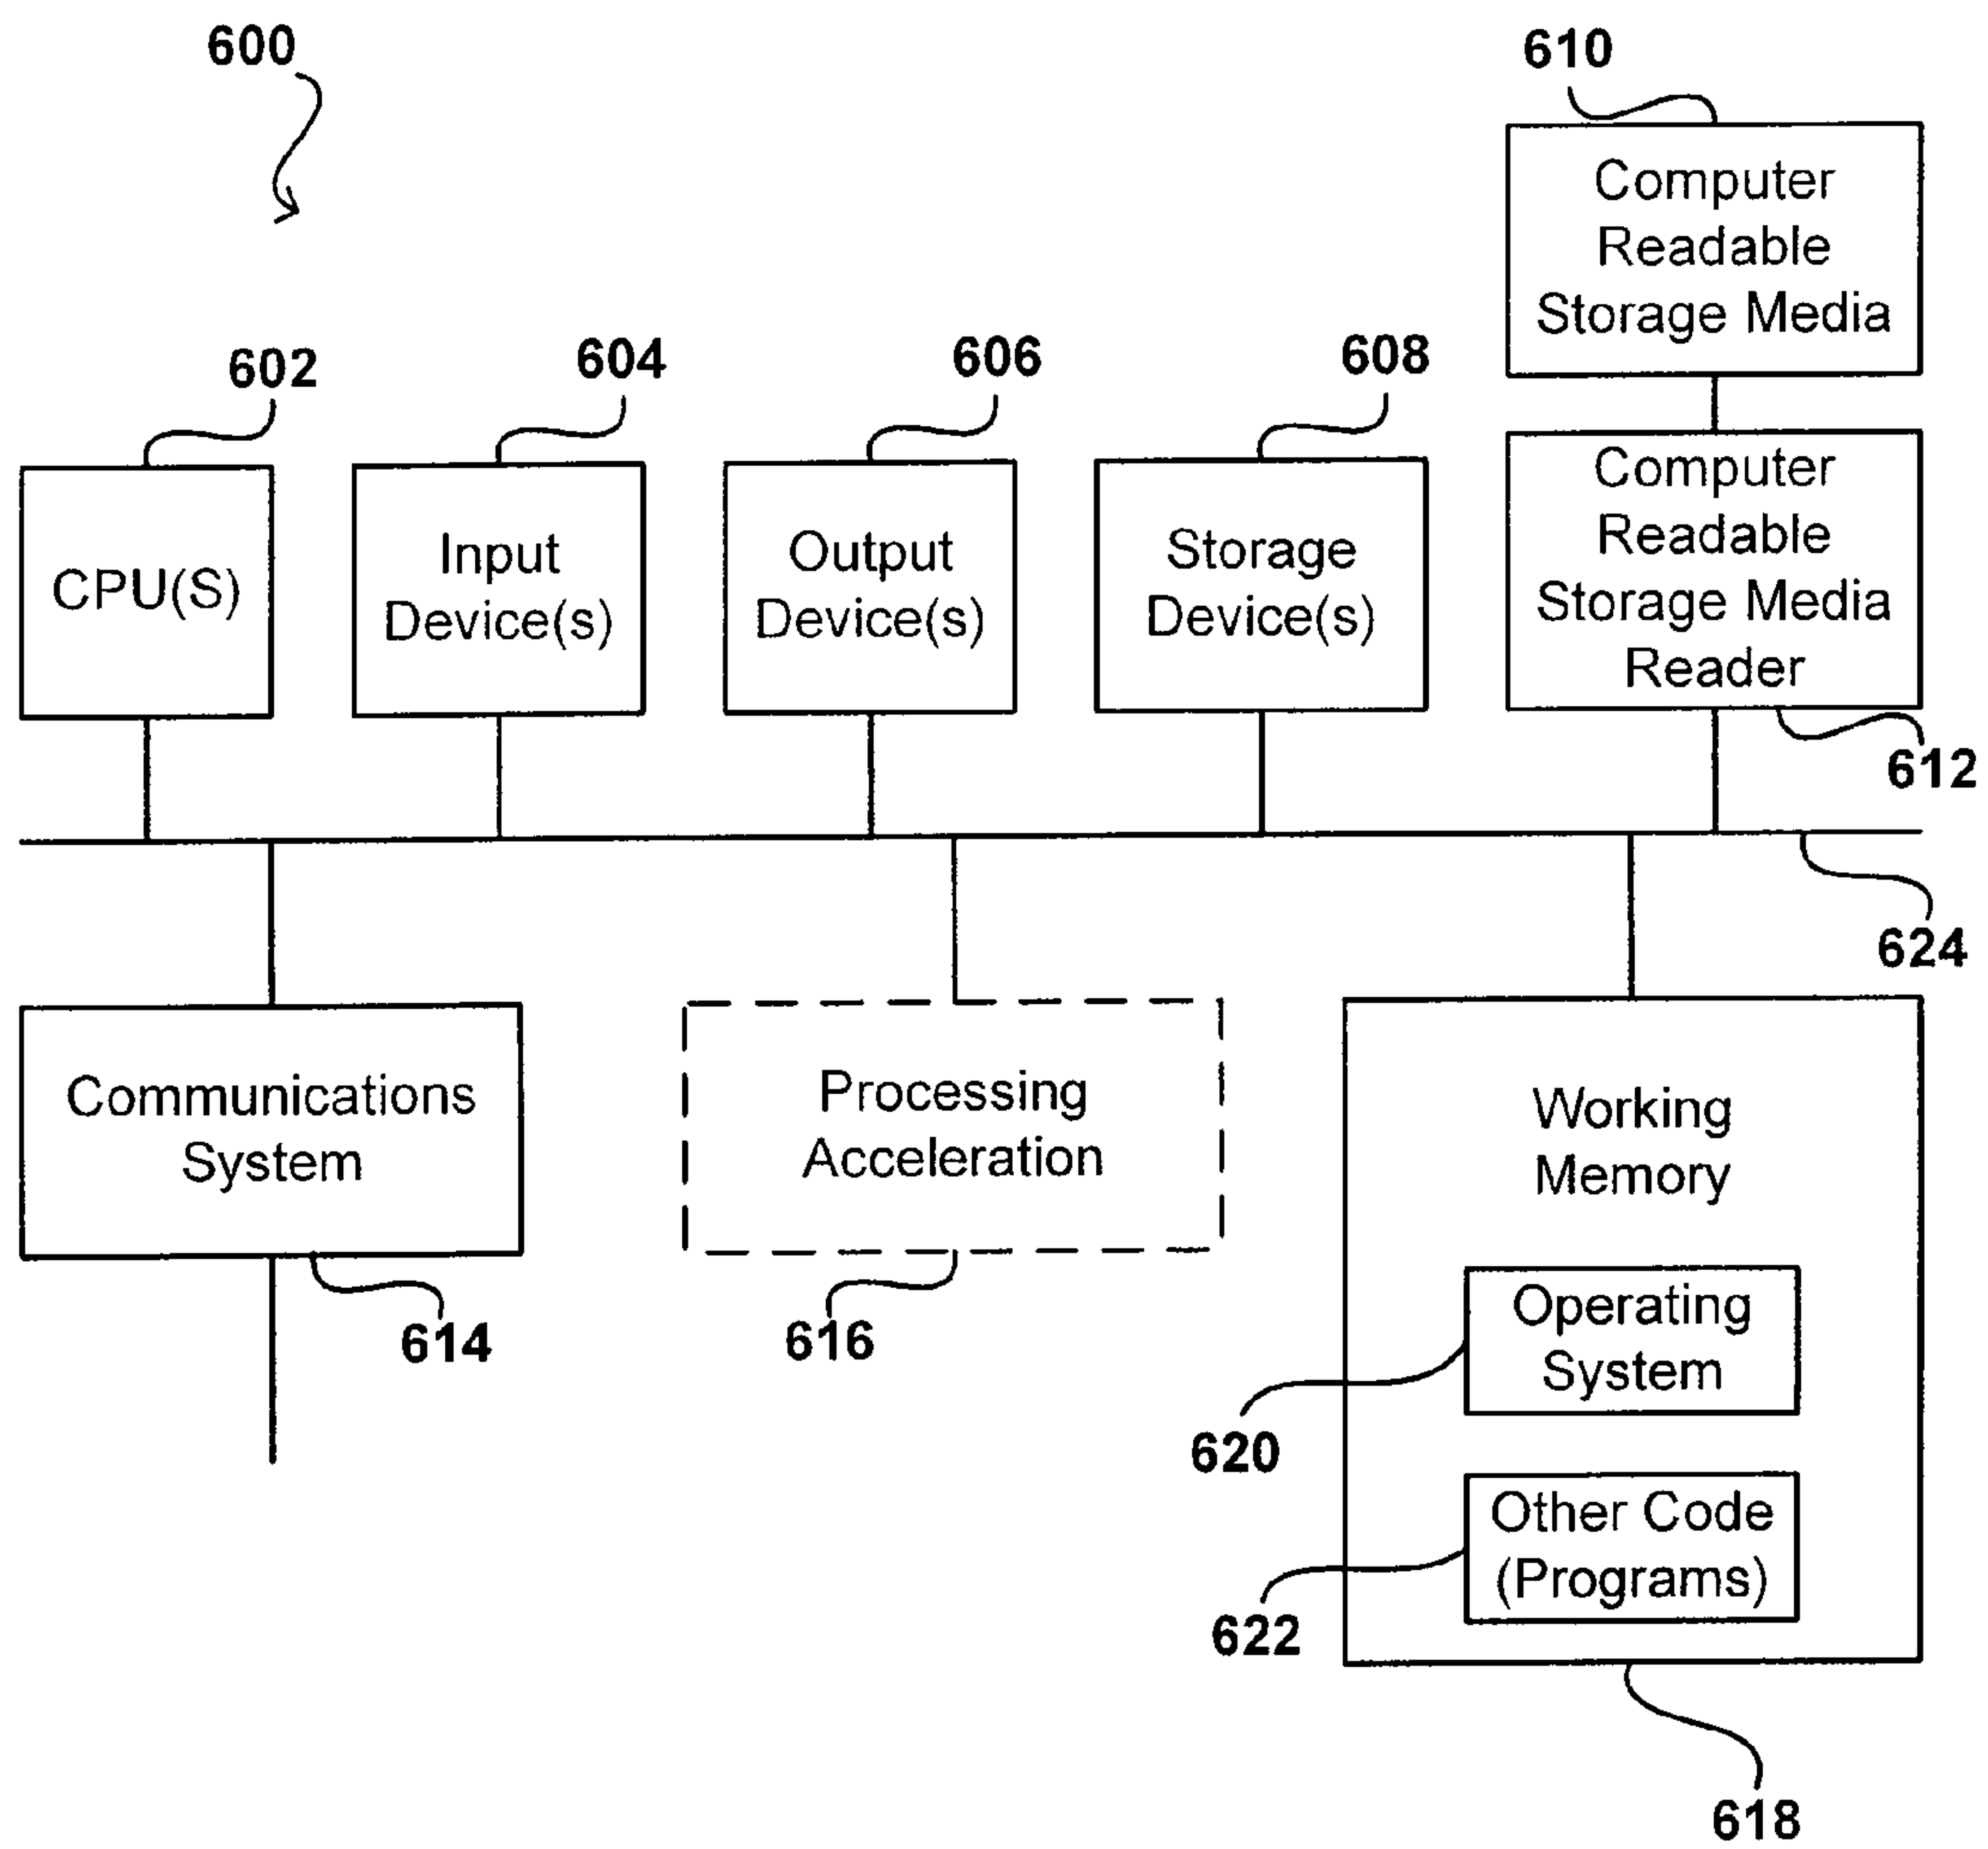 600
610
Computer
Readable
Storage Media
602
604
606
608
CPU(S)
Input
Device(s)
Output
Device(s)
Storage
Device(s)
Computer
Readable
Storage Media
Reader
612
624
Communications
System
614
Processing
Acceleration
616
Working
Memory
Operating
System
620
Other Code
(Programs)
622
618